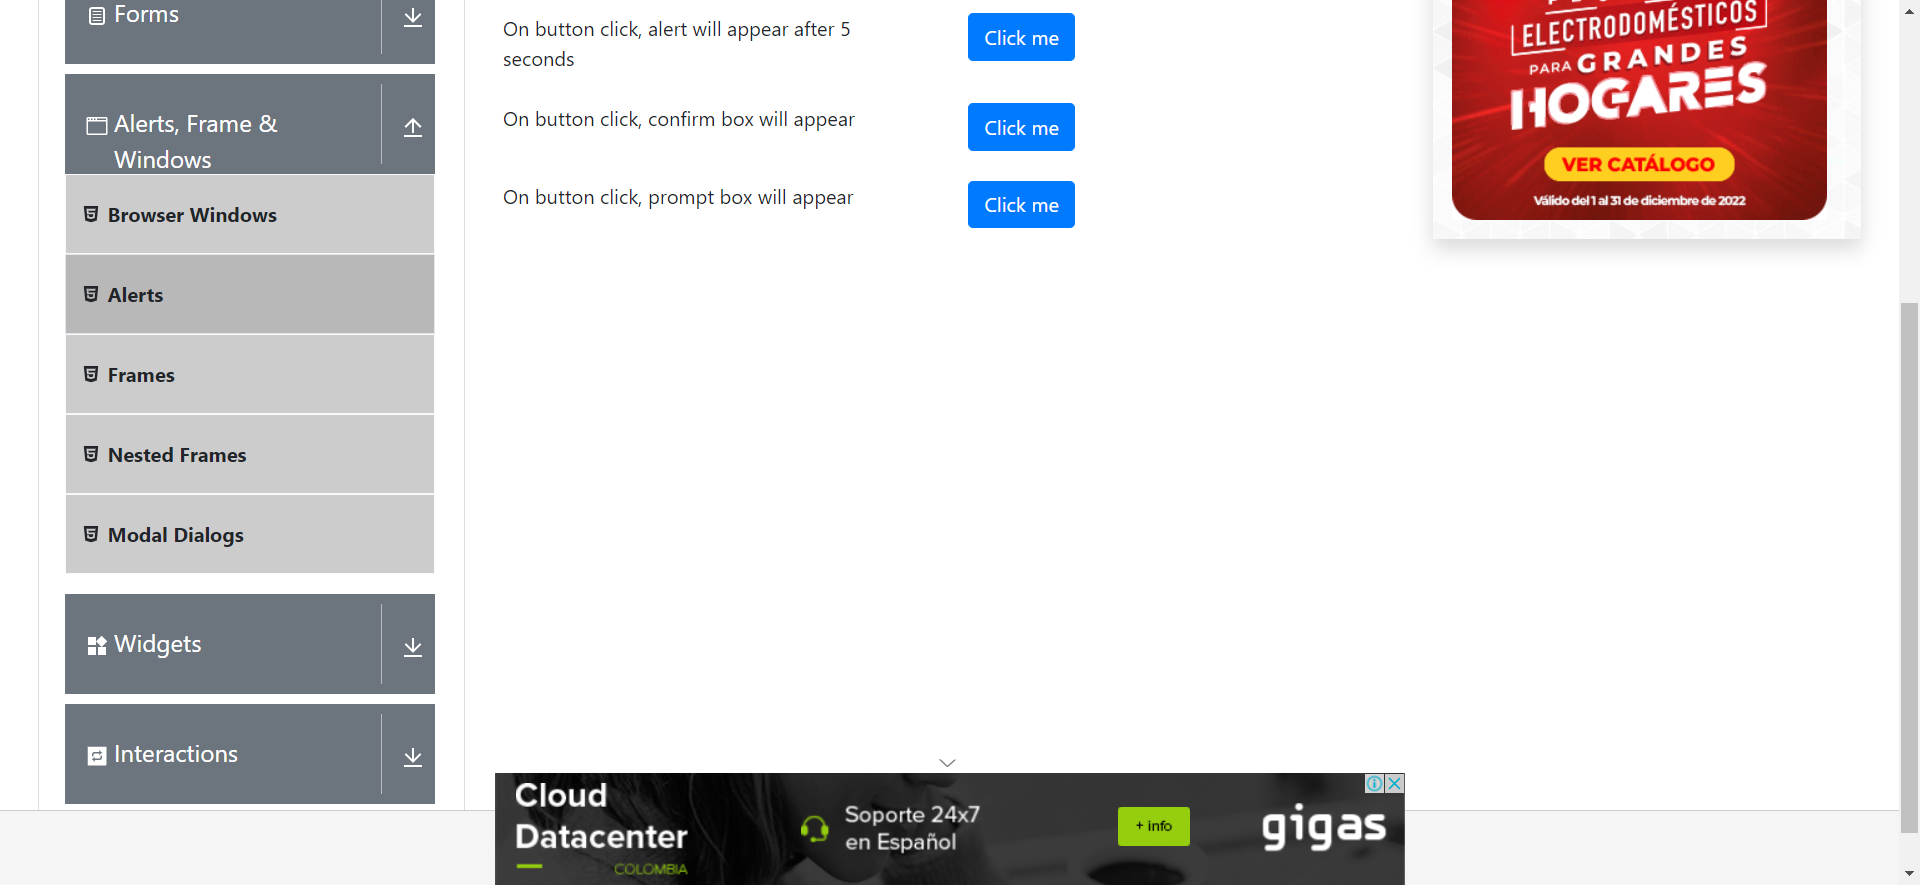 Forms
Alerts, Frame &
Windows
Browser Windows
Alerts
Frames
Nested Frames
Modal Dialogs
Widgets
Interactions
On button click, alert will appear after 5
seconds
Click me
On button click, confirm box will appear
Click me
On button click, prompt box will appear
Click me
ELECTRODOMÉSTICOS
PARA GRANDES
HOGARES
VER CATÁLOGO
Válido del 1 al 31 de diciembre de 2022
Cloud
Datacenter
COLOMBIA
Soporte 24x7
en Español
+ info
gigas